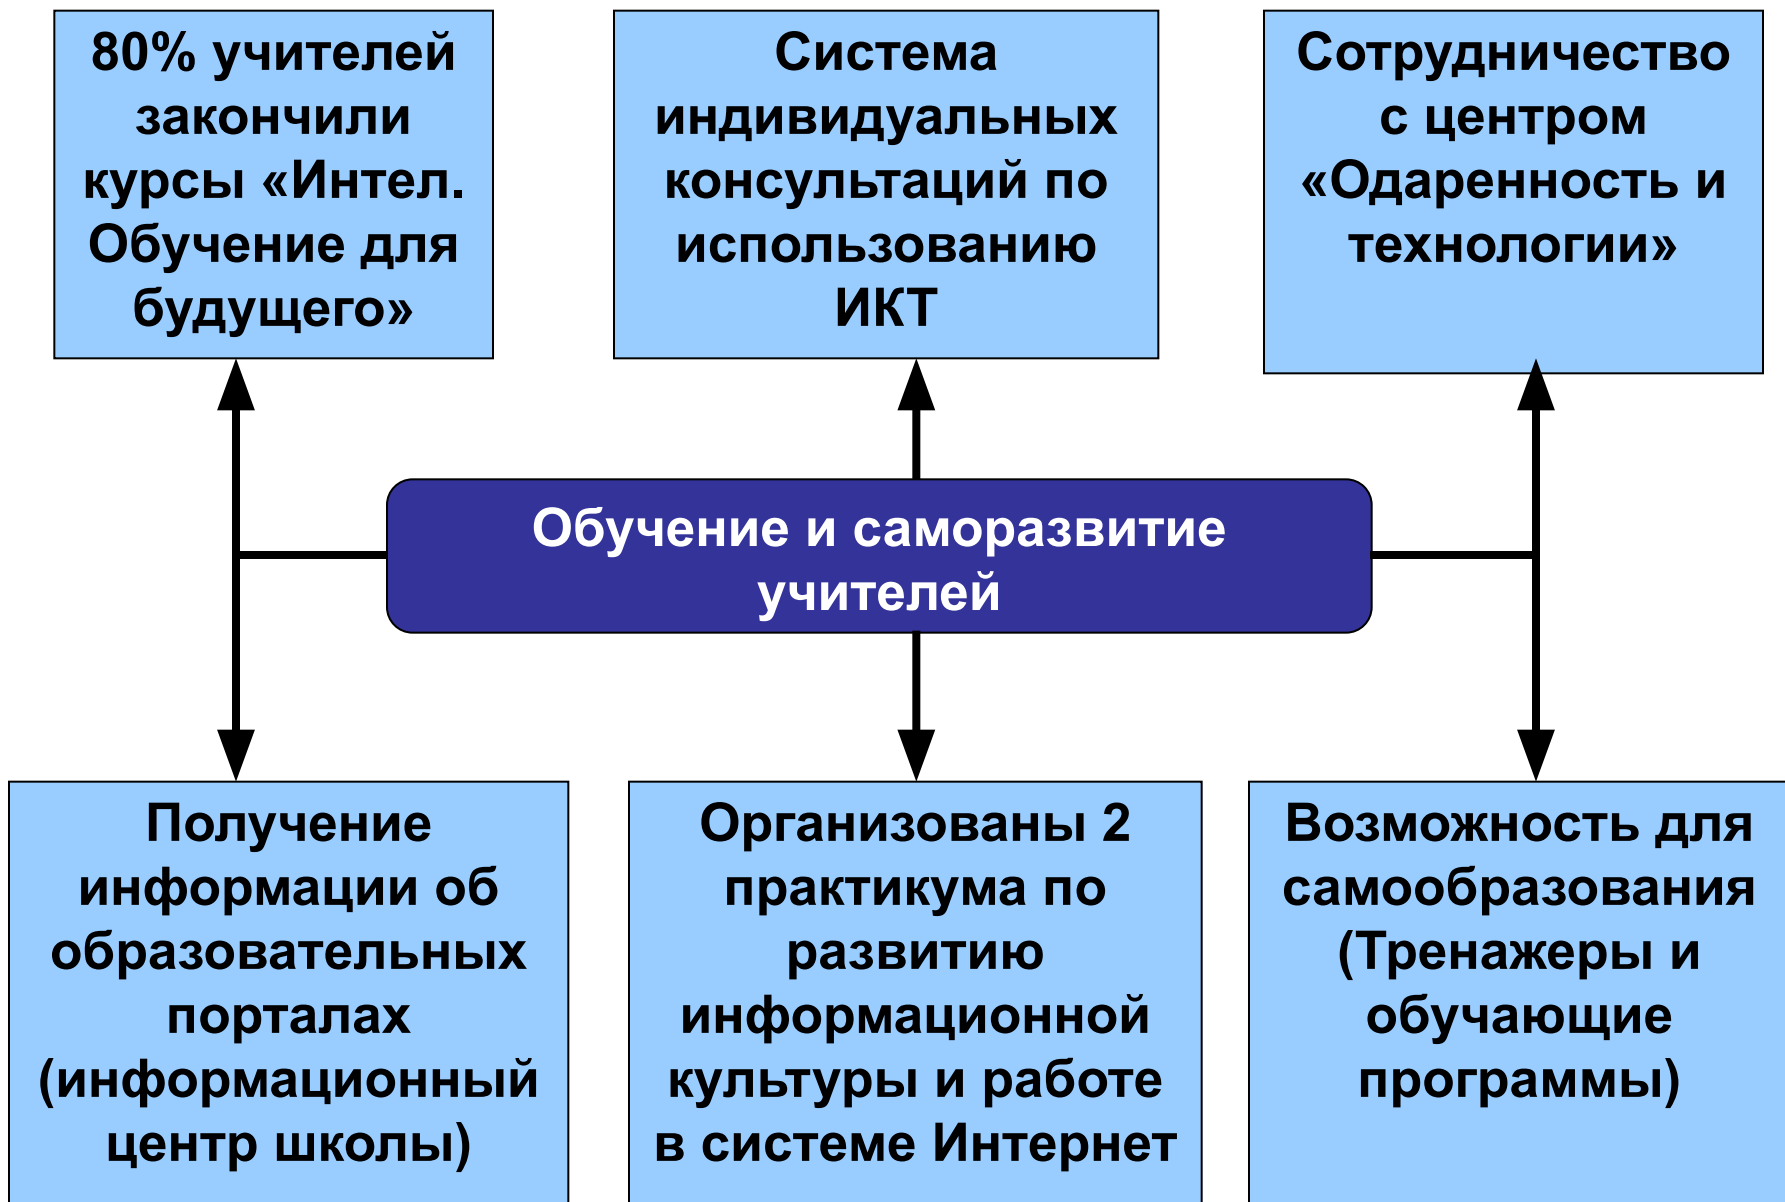 80% учителей
закончили
курсы «Интел.
Обучение для
будущего»
Система
индивидуальных
консультаций по
использованию
ИКТ
Сотрудничество
с центром
«Одаренность и
технологии»
Обучение и саморазвитие
учителей
Получение
информации об
образовательных
порталах
(информационный
центр школы)
Организованы 2
практикума по
развитию
информационной
культуры и работе
в системе Интернет
Возможность для
самообразования
(Тренажеры и
обучающие
программы)